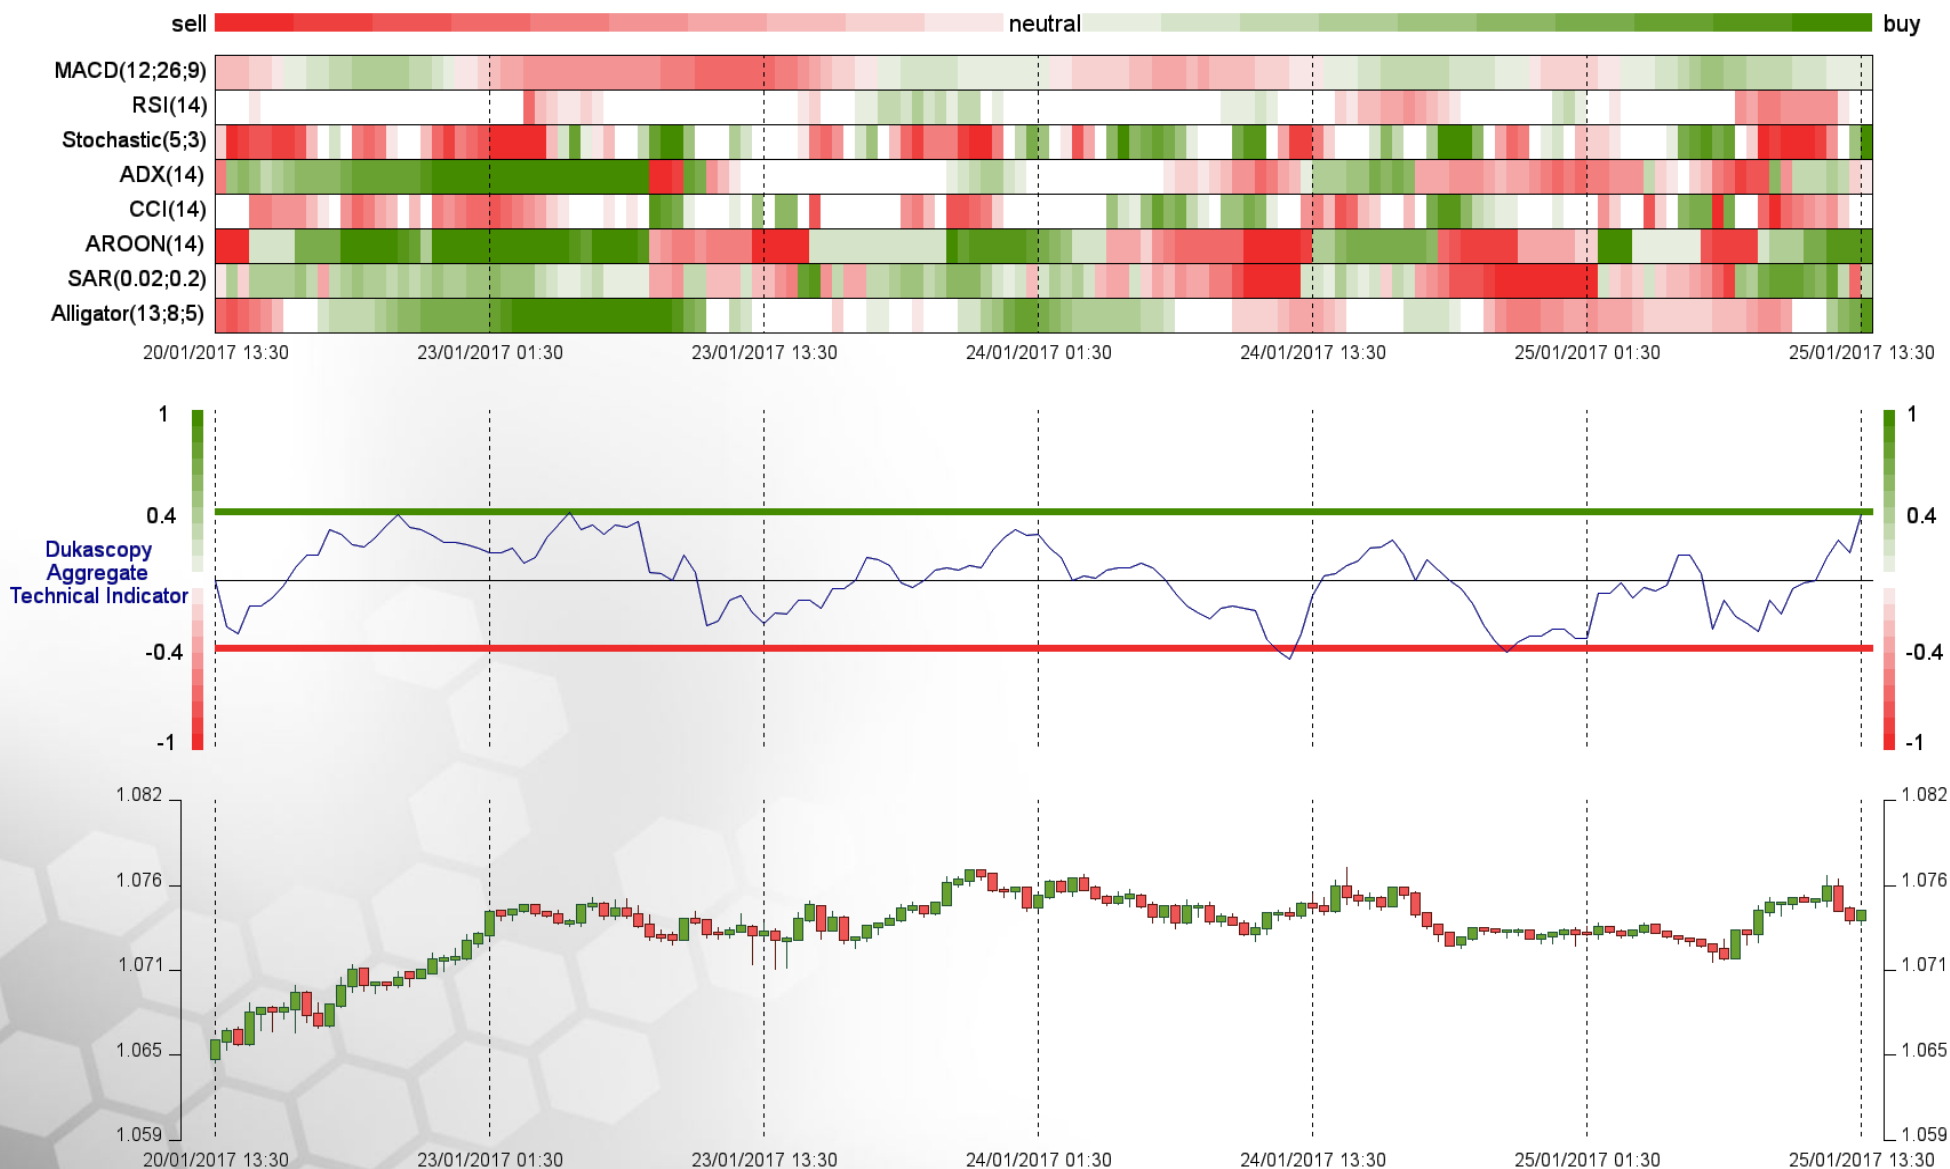 sell neutral buy
MACD(12;26;9)
RSI(14)
Stochastic(5;3)
ADX(14)
CCI(14)
AROON(14)
SAR(0.02;0.2)
Alligator(13;8;5)
20/01/2017 13:30 23/01/2017 01:30 23/01/2017 13:30 24/01/2017 01:30 24/01/2017 13:30 25/01/2017 01:30 25/01/2017 13:30
1 1
0.4 0.4
Dukascopy
Aggregate
Technical Indicator
-0.4 -0.4
-1 -1
1.082 1.082
1.076 1.076
1.071 1.071
1.065 1.065
1.059 1.059
20/01/2017 13:30 23/01/2017 01:30 23/01/2017 13:30 24/01/2017 01:30 24/01/2017 13:30 25/01/2017 01:30 25/01/2017 13:30